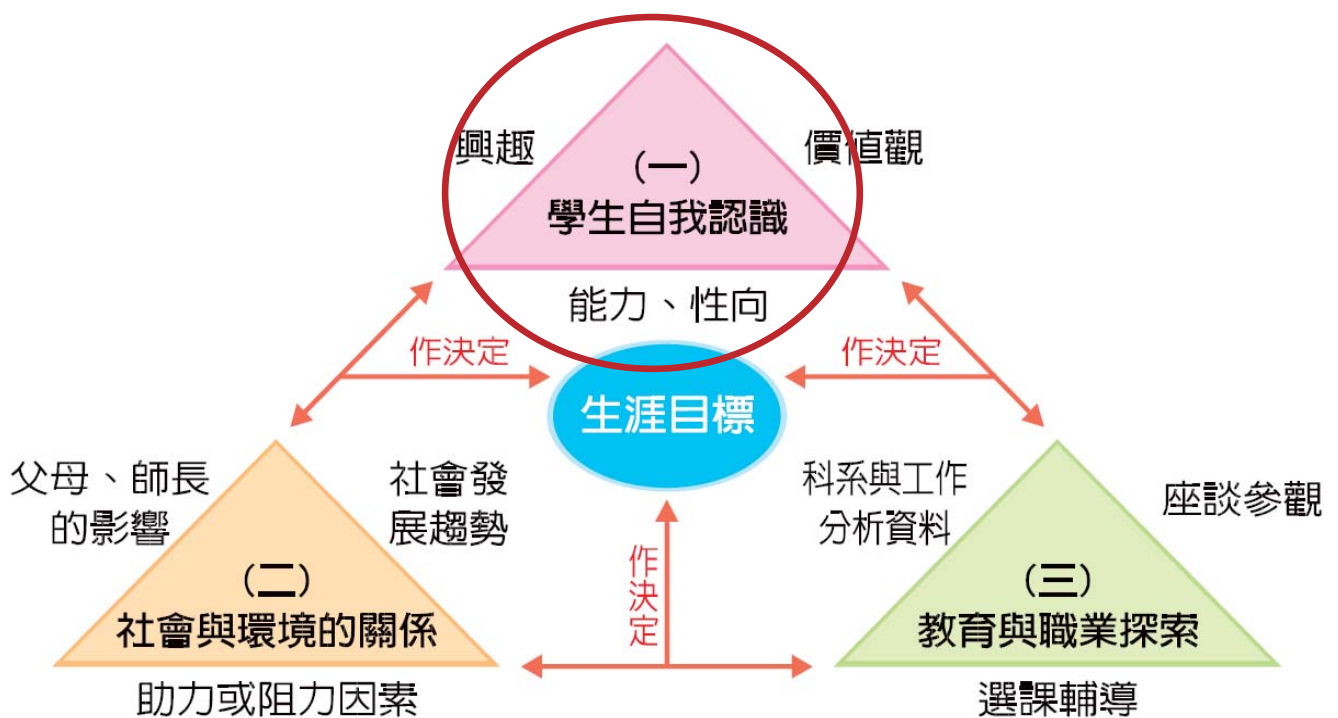 興趣
價值觀
(一)
學生自我認識
能力、性向
作決定
作決定
生涯目標
父母、師長
的影響
社會發
展趨勢
(二)
社會與環境的關係
助力或阻力因素
作決定
科系與工作
分析資料
座談參觀
(三)
教育與職業探索
選課輔導